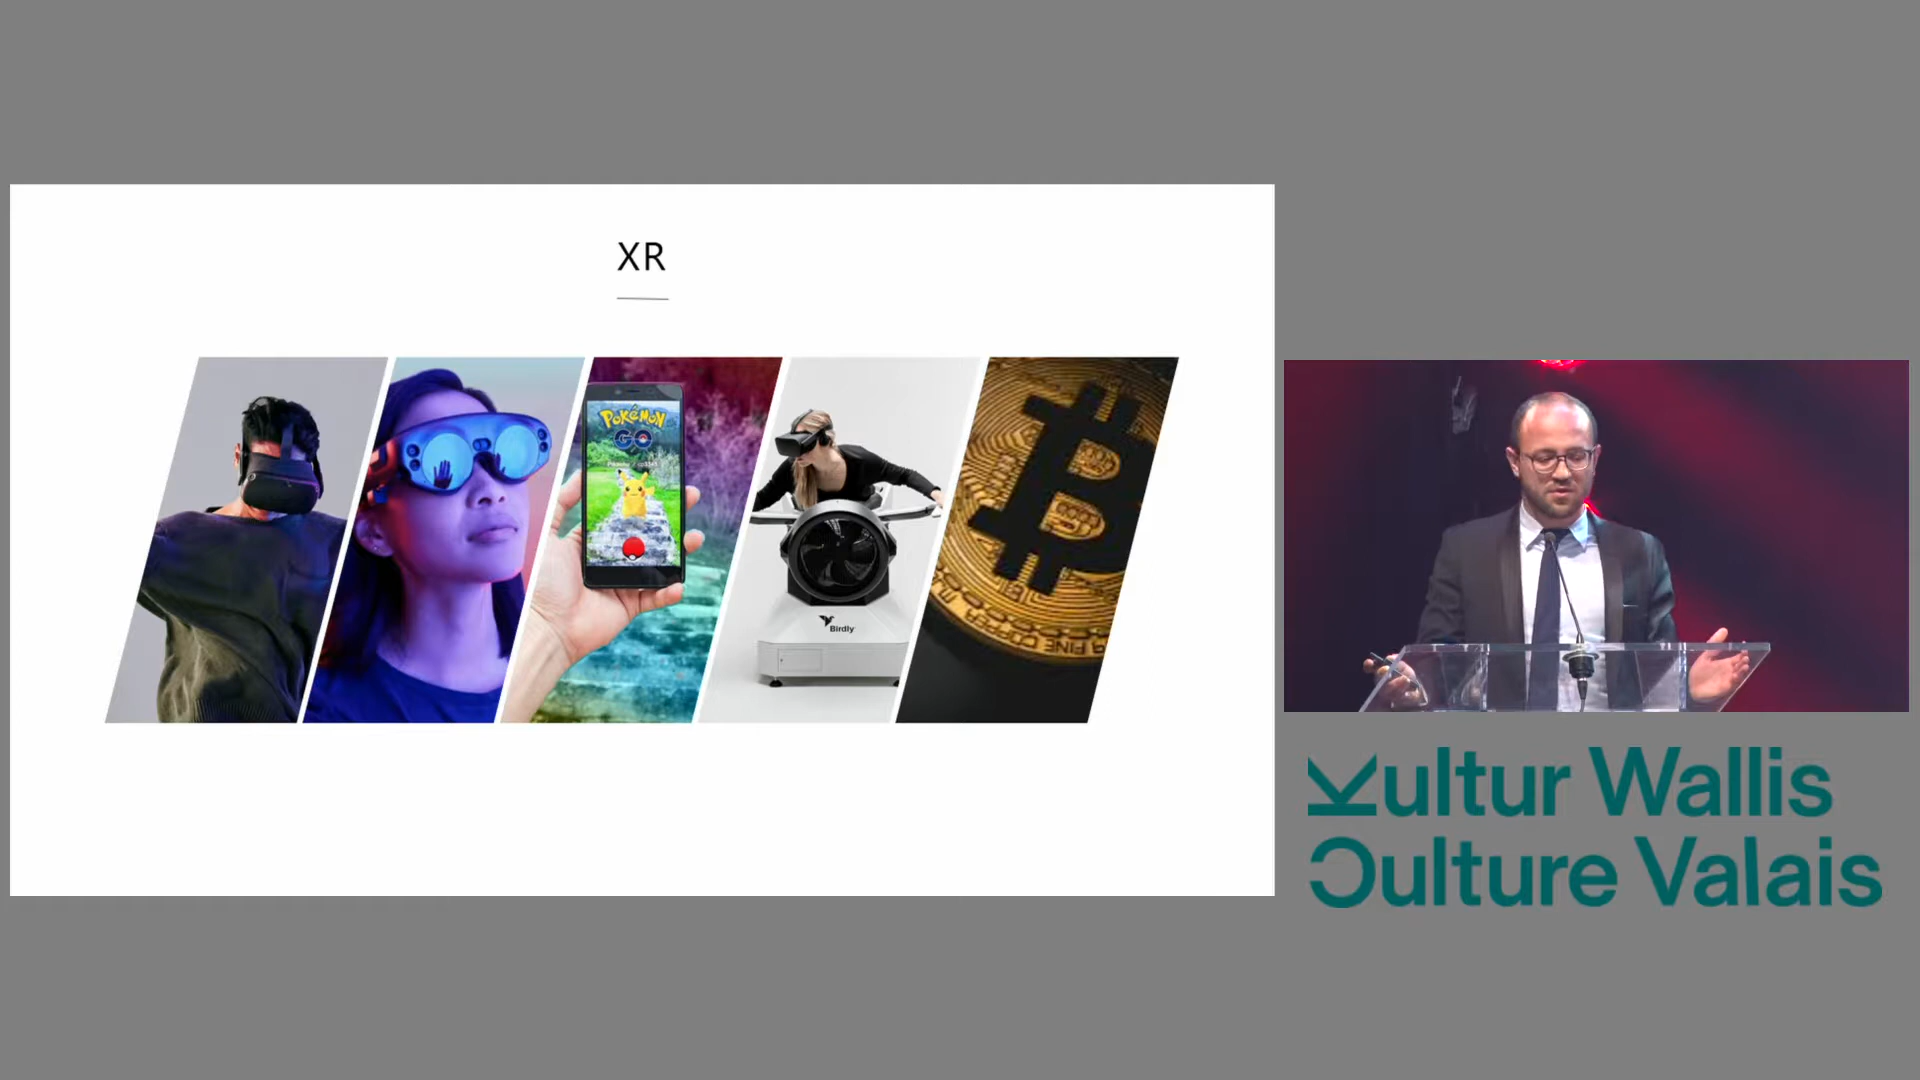 XR
POKéMON
GO
Birdly
Kultur Wallis
Culture Valais